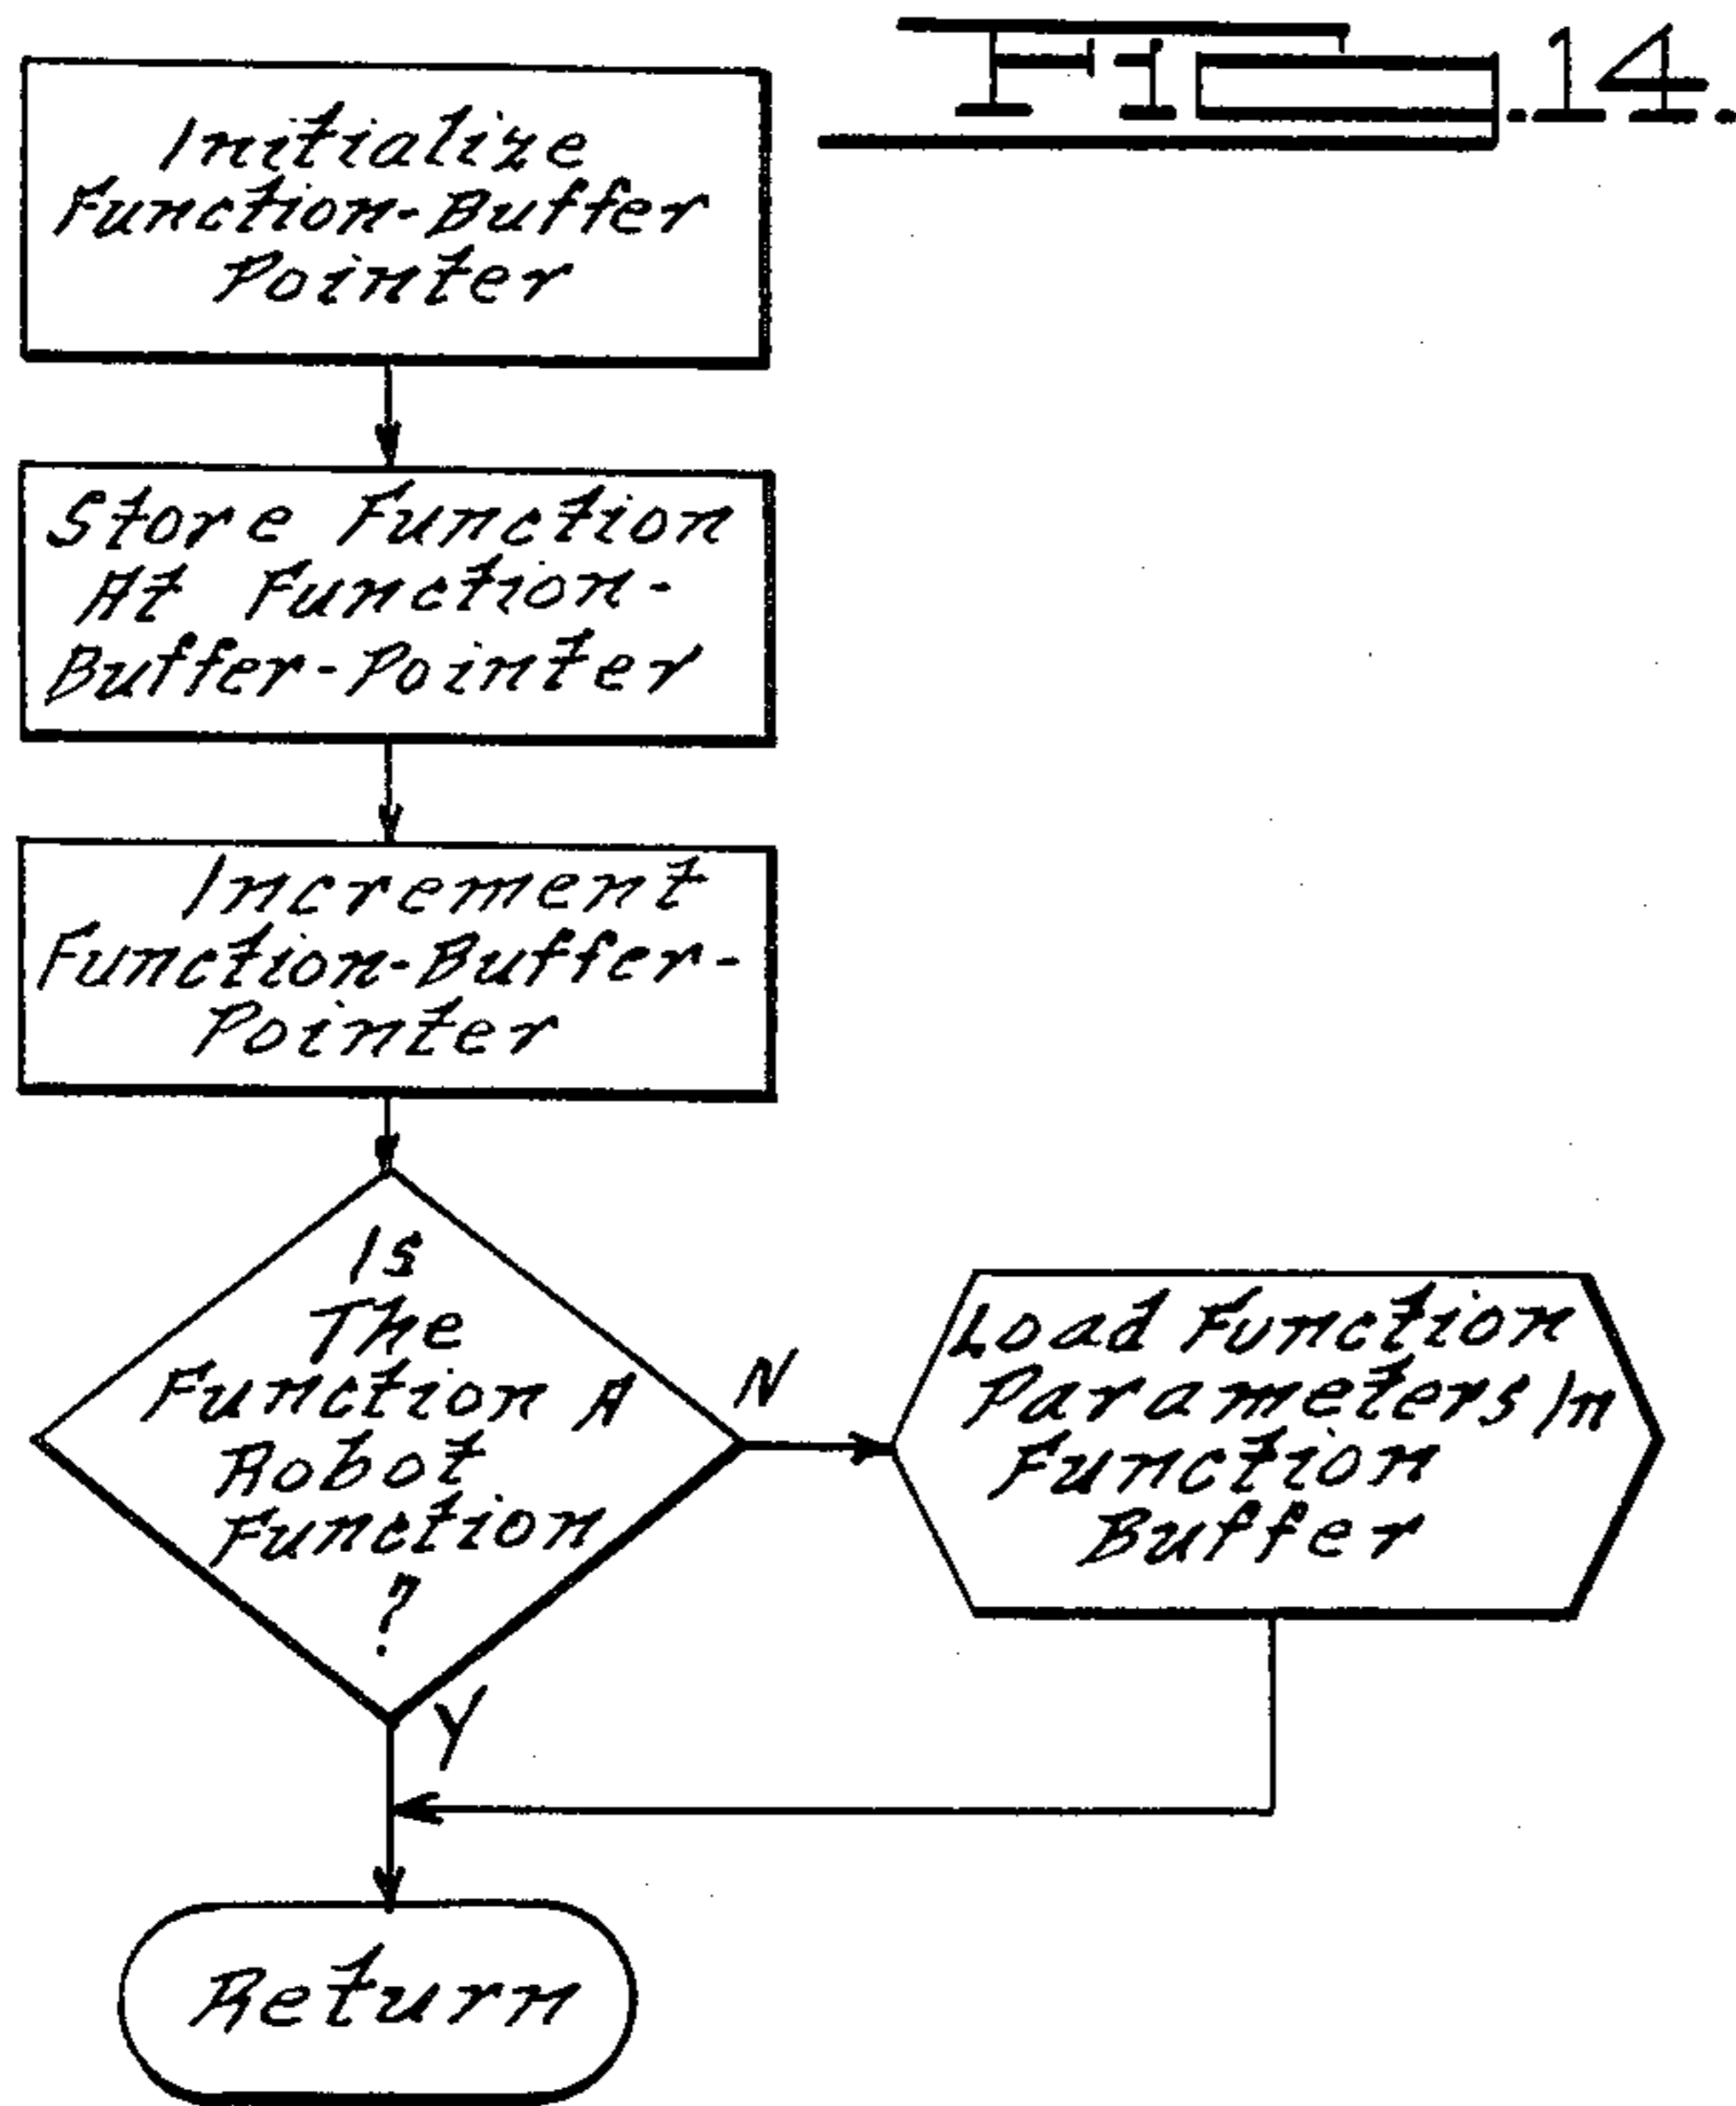 Fig. 14.
Initialize
Function-Buffer
Pointer
Store Function
At Function-
Buffer-Pointer
Increment
Function-Buffer-
Pointer
Is
The
Function A
Robot
Function
?
N
Load Function
Parameters In
Function
Buffer
Y
Return